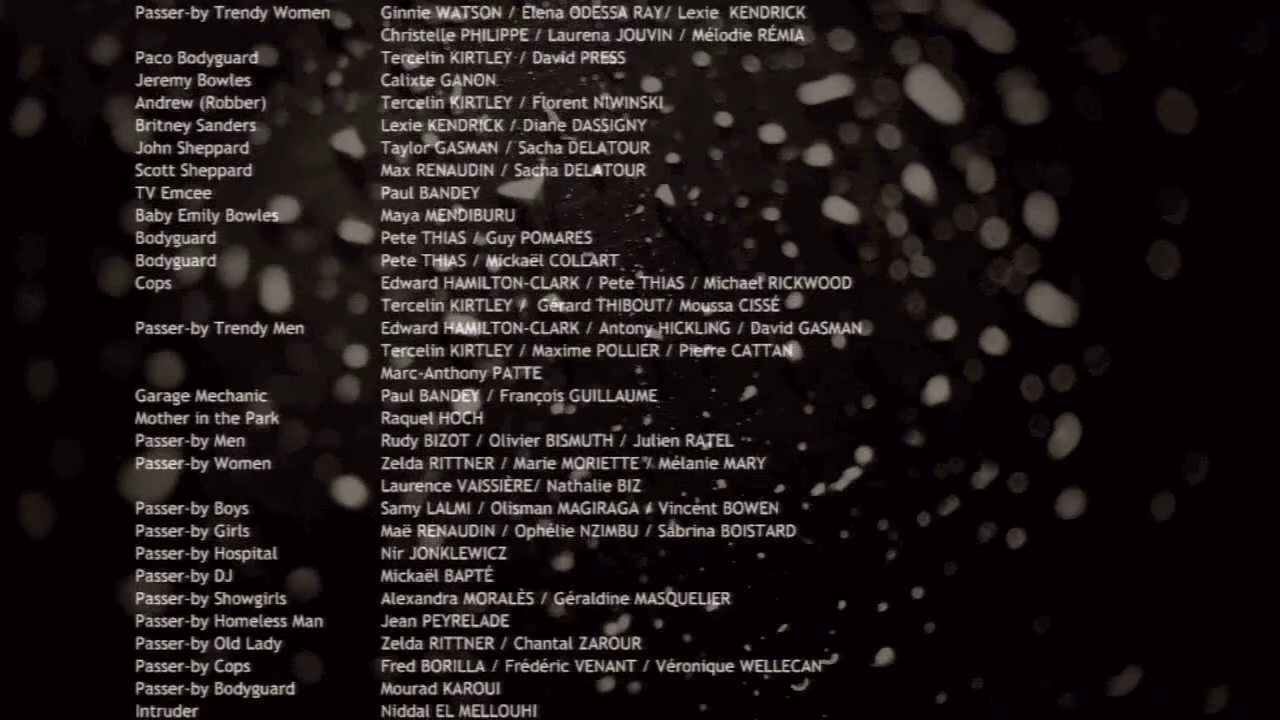 Passer-by Trendy Women Ginnie WATSON / Elena ODESSA RAY/ Lexie KENDRICK
Christelle PHILIPPE / Laurena JOUVIN / Mélodie RÉMIA
Paco Bodyguard Tercelin KIRTLEY / David PRESS
Jeremy Bowles Calixte GANON
Andrew (Robber) Tercelin KIRTLEY / Florent NIWINSKI
Britney Sanders Lexie KENDRICK / Diane DASSIGNY
John Sheppard Taylor GASMAN / Sacha DELATOUR
Scott Sheppard Max RENAUDIN / Sacha DELATOUR
TV Emcee Paul BANDEY
Baby Emily Bowles Maya MENDIBURU
Bodyguard Pete THIAS / Guy POMARES
Bodyguard Pete THIAS / Mickaël COLLART
Cops Edward HAMILTON-CLARK / Pete THIAS / Michael RICKWOOD
Tercelin KIRTLEY / Gérard THIBOUT/ Moussa CISSÉ
Passer-by Trendy Men Edward HAMILTON-CLARK / Antony HICKLING / David GASMAN
Tercelin KIRTLEY / Maxime POLLIER / Pierre CATTAN
Marc-Anthony PATTE
Garage Mechanic Paul BANDEY / François GUILLAUME
Mother in the Park Raquel HOCH
Passer-by Men Rudy BIZOT / Olivier BISMUTH / Julien RATEL
Passer-by Women Zelda RITTNER / Marie MORIETTE / Mélanie MARY
Laurence VAISSIÈRE/ Nathalie BIZ
Passer-by Boys Samy LALMI / Olisman MAGIRAGA / Vincent BOWEN
Passer-by Girls Maë RENAUDIN / Ophélie NZIMBU / Sabrina BOISTARD
Passer-by Hospital Nir JONKLEWICZ
Passer-by DJ Mickaël BAPTÉ
Passer-by Showgirls Alexandra MORALÈS / Géraldine MASQUELIER
Passer-by Homeless Man Jean PEYRELADE
Passer-by Old Lady Zelda RITTNER / Chantal ZAROUR
Passer-by Cops Fred BORILLA / Frédéric VENANT / Véronique WELLECAN
Passer-by Bodyguard Mourad KAROUI
Intruder Niddal EL MELLOUHI